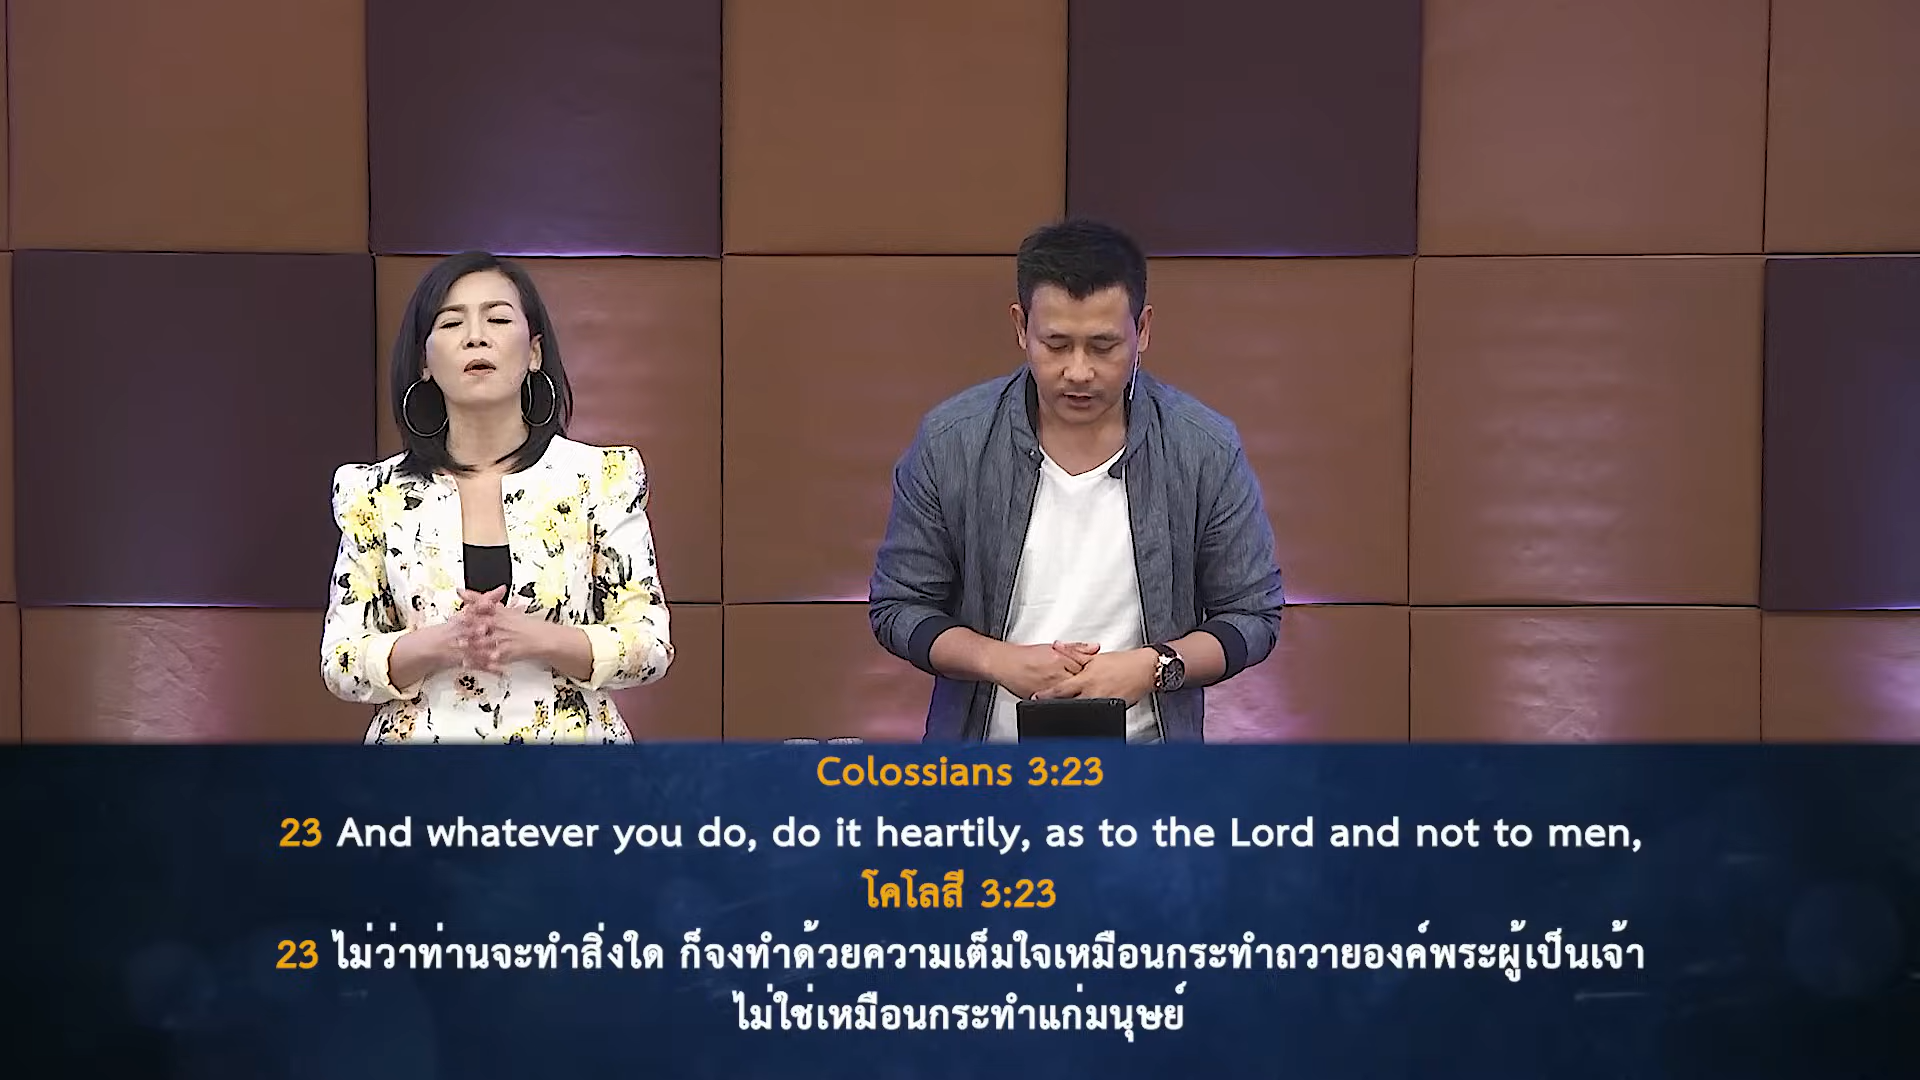 Colossians 3:23
23 And whatever you do, do it heartily, as to the Lord and not to men,
โคโลสี 3:23
23 ไม่ว่าท่านจะทำสิ่งใด ก็จงทำด้วยความเต็มใจเหมือนกระทำถวายองค์พระผู้เป็นเจ้า
ไม่ใช่เหมือนกระทำแก่มนุษย์